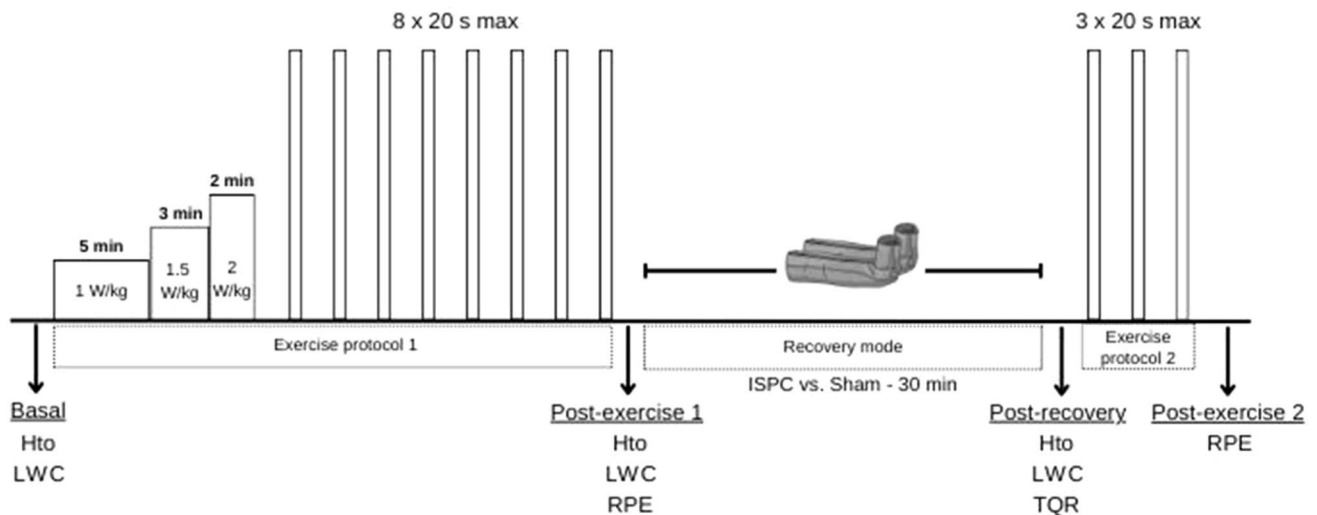 8 x 20 s max
3 x 20 s max
2 min
3 min
5 min
1 W/kg
1.5
W/kg
2
W/kg
Exercise protocol 1
Recovery mode
Exercise
protocol 2
ISPC vs. Sham - 30 min
Basal
Hto
LWC
Post-exercise 1
Hto
LWC
RPE
Post-recovery
Hto
LWC
TQR
Post-exercise 2
RPE